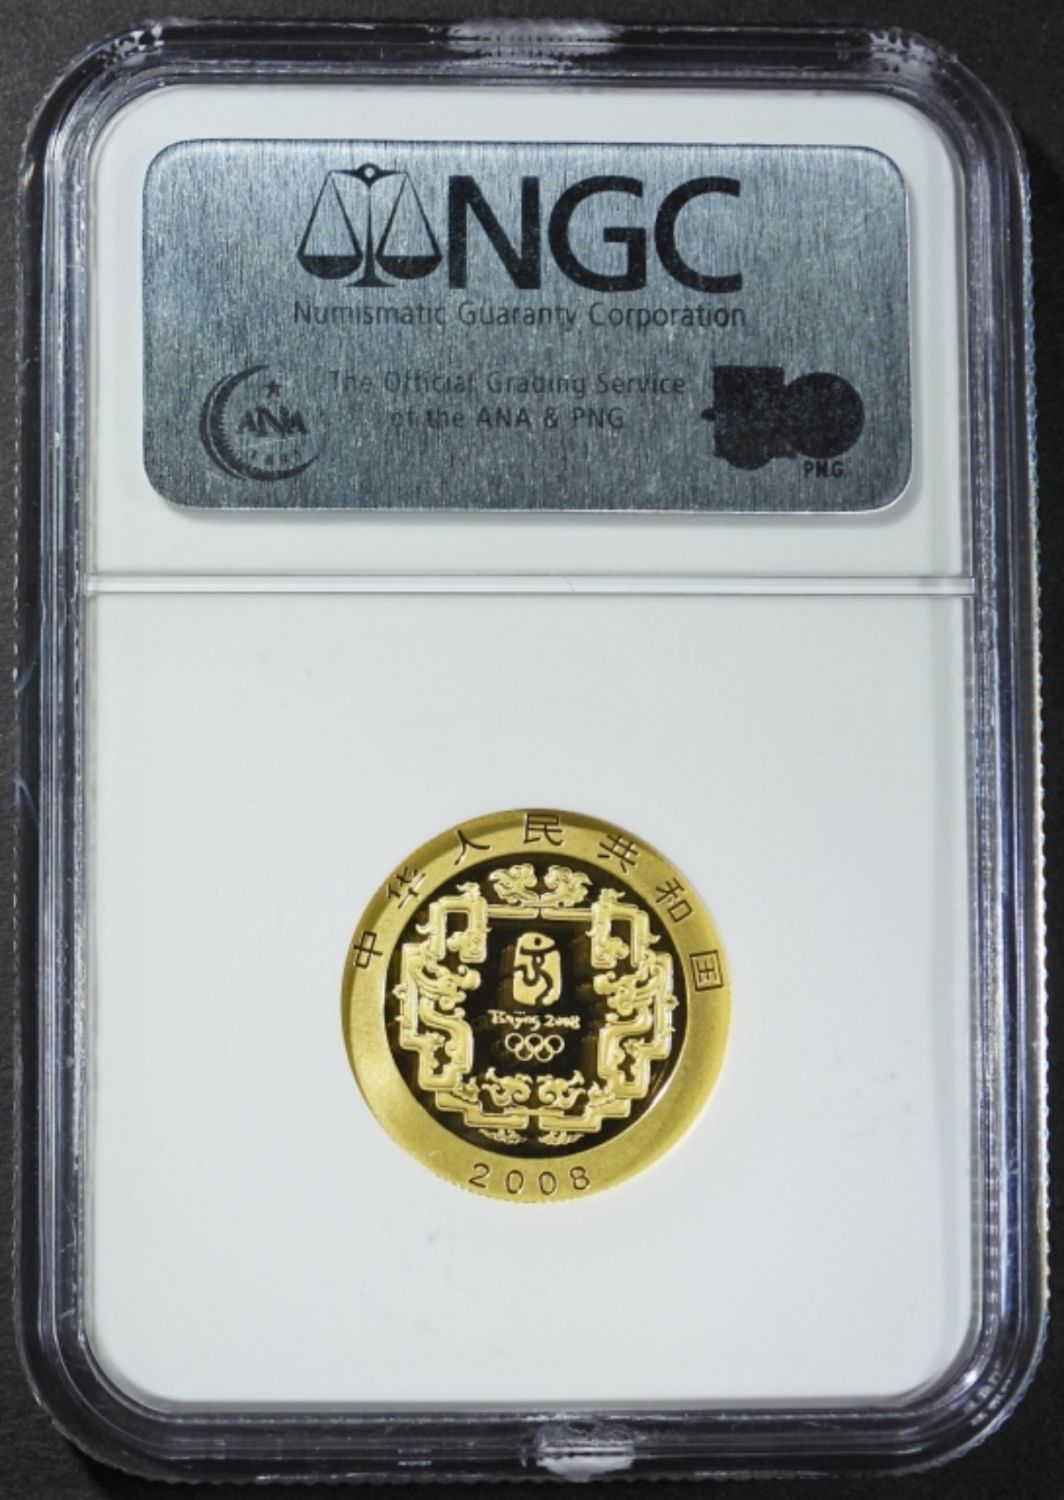 NGC
Numismatic Guaranty Corporation
The Official Grading Service
of the ANA & PNG
ANA
1891
PNG
中华人民共和国
Beijing 2008
2008